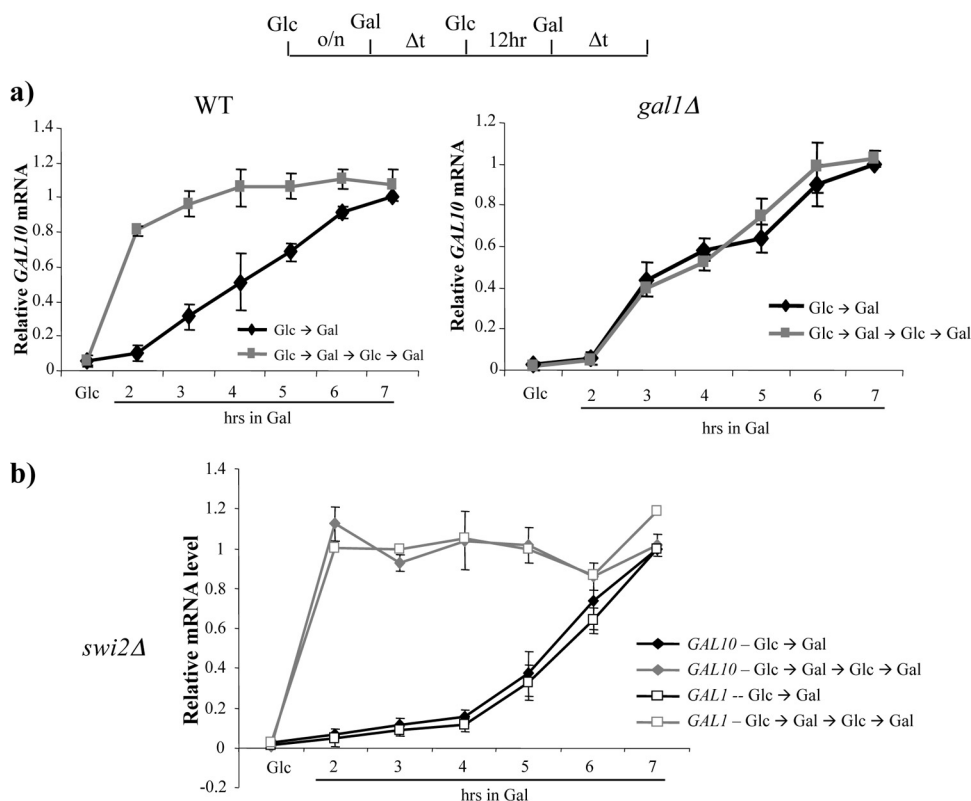 Glc o/n Gal Δt Glc 12hr Gal Δt
a)
WT
Relative GAL10 mRNA
1.4
1.2
1
0.8
0.6
0.4
0.2
0
Glc 2 3 4 5 6 7
hrs in Gal
Glc → Gal
Glc → Gal → Glc → Gal
gal1Δ
Relative GAL10 mRNA
1.2
1
0.8
0.6
0.4
0.2
0
Glc 2 3 4 5 6 7
hrs in Gal
Glc → Gal
Glc → Gal → Glc → Gal
b)
swi2Δ
Relative mRNA level
1.4
1.2
1
0.8
0.6
0.4
0.2
0
-0.2
Glc 2 3 4 5 6 7
hrs in Gal
GAL10 – Glc → Gal
GAL10 – Glc → Gal → Glc → Gal
GAL1 -- Glc → Gal
GAL1 – Glc → Gal → Glc → Gal